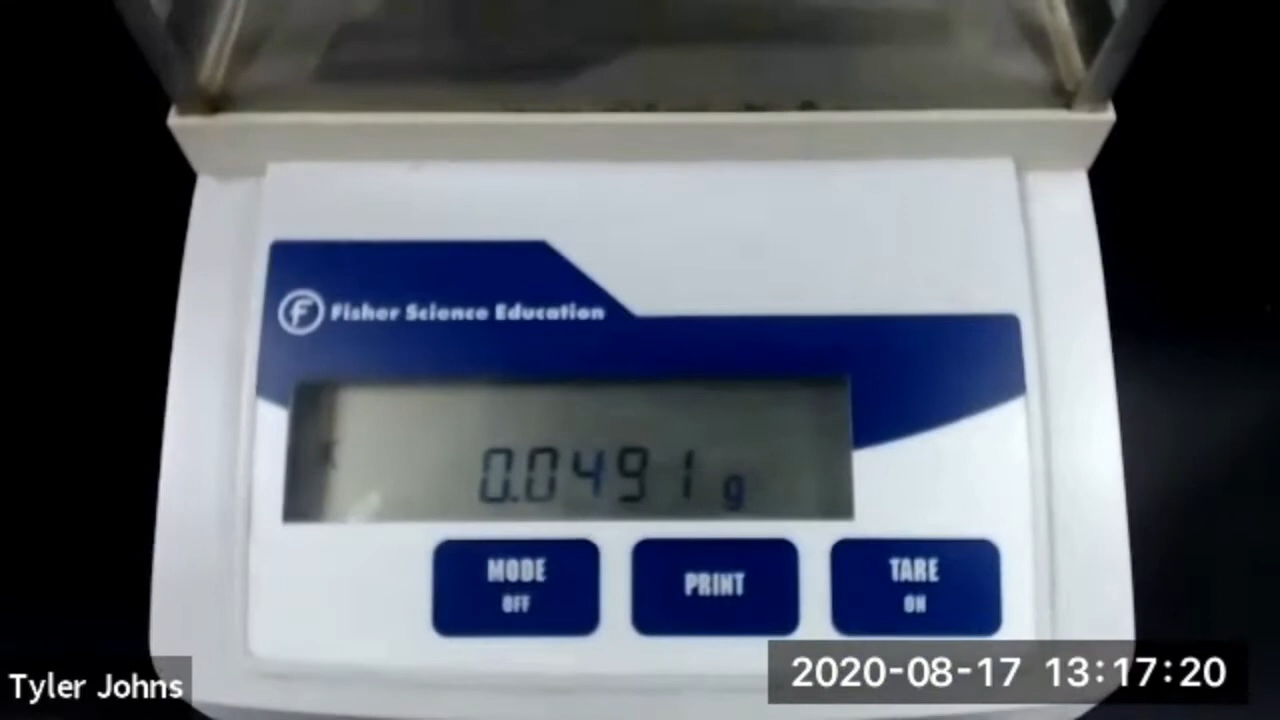 Fisher Science Education
0.0491 g
MODE
OFF
PRINT
TARE
ON
Tyler Johns
2020-08-17 13:17:20